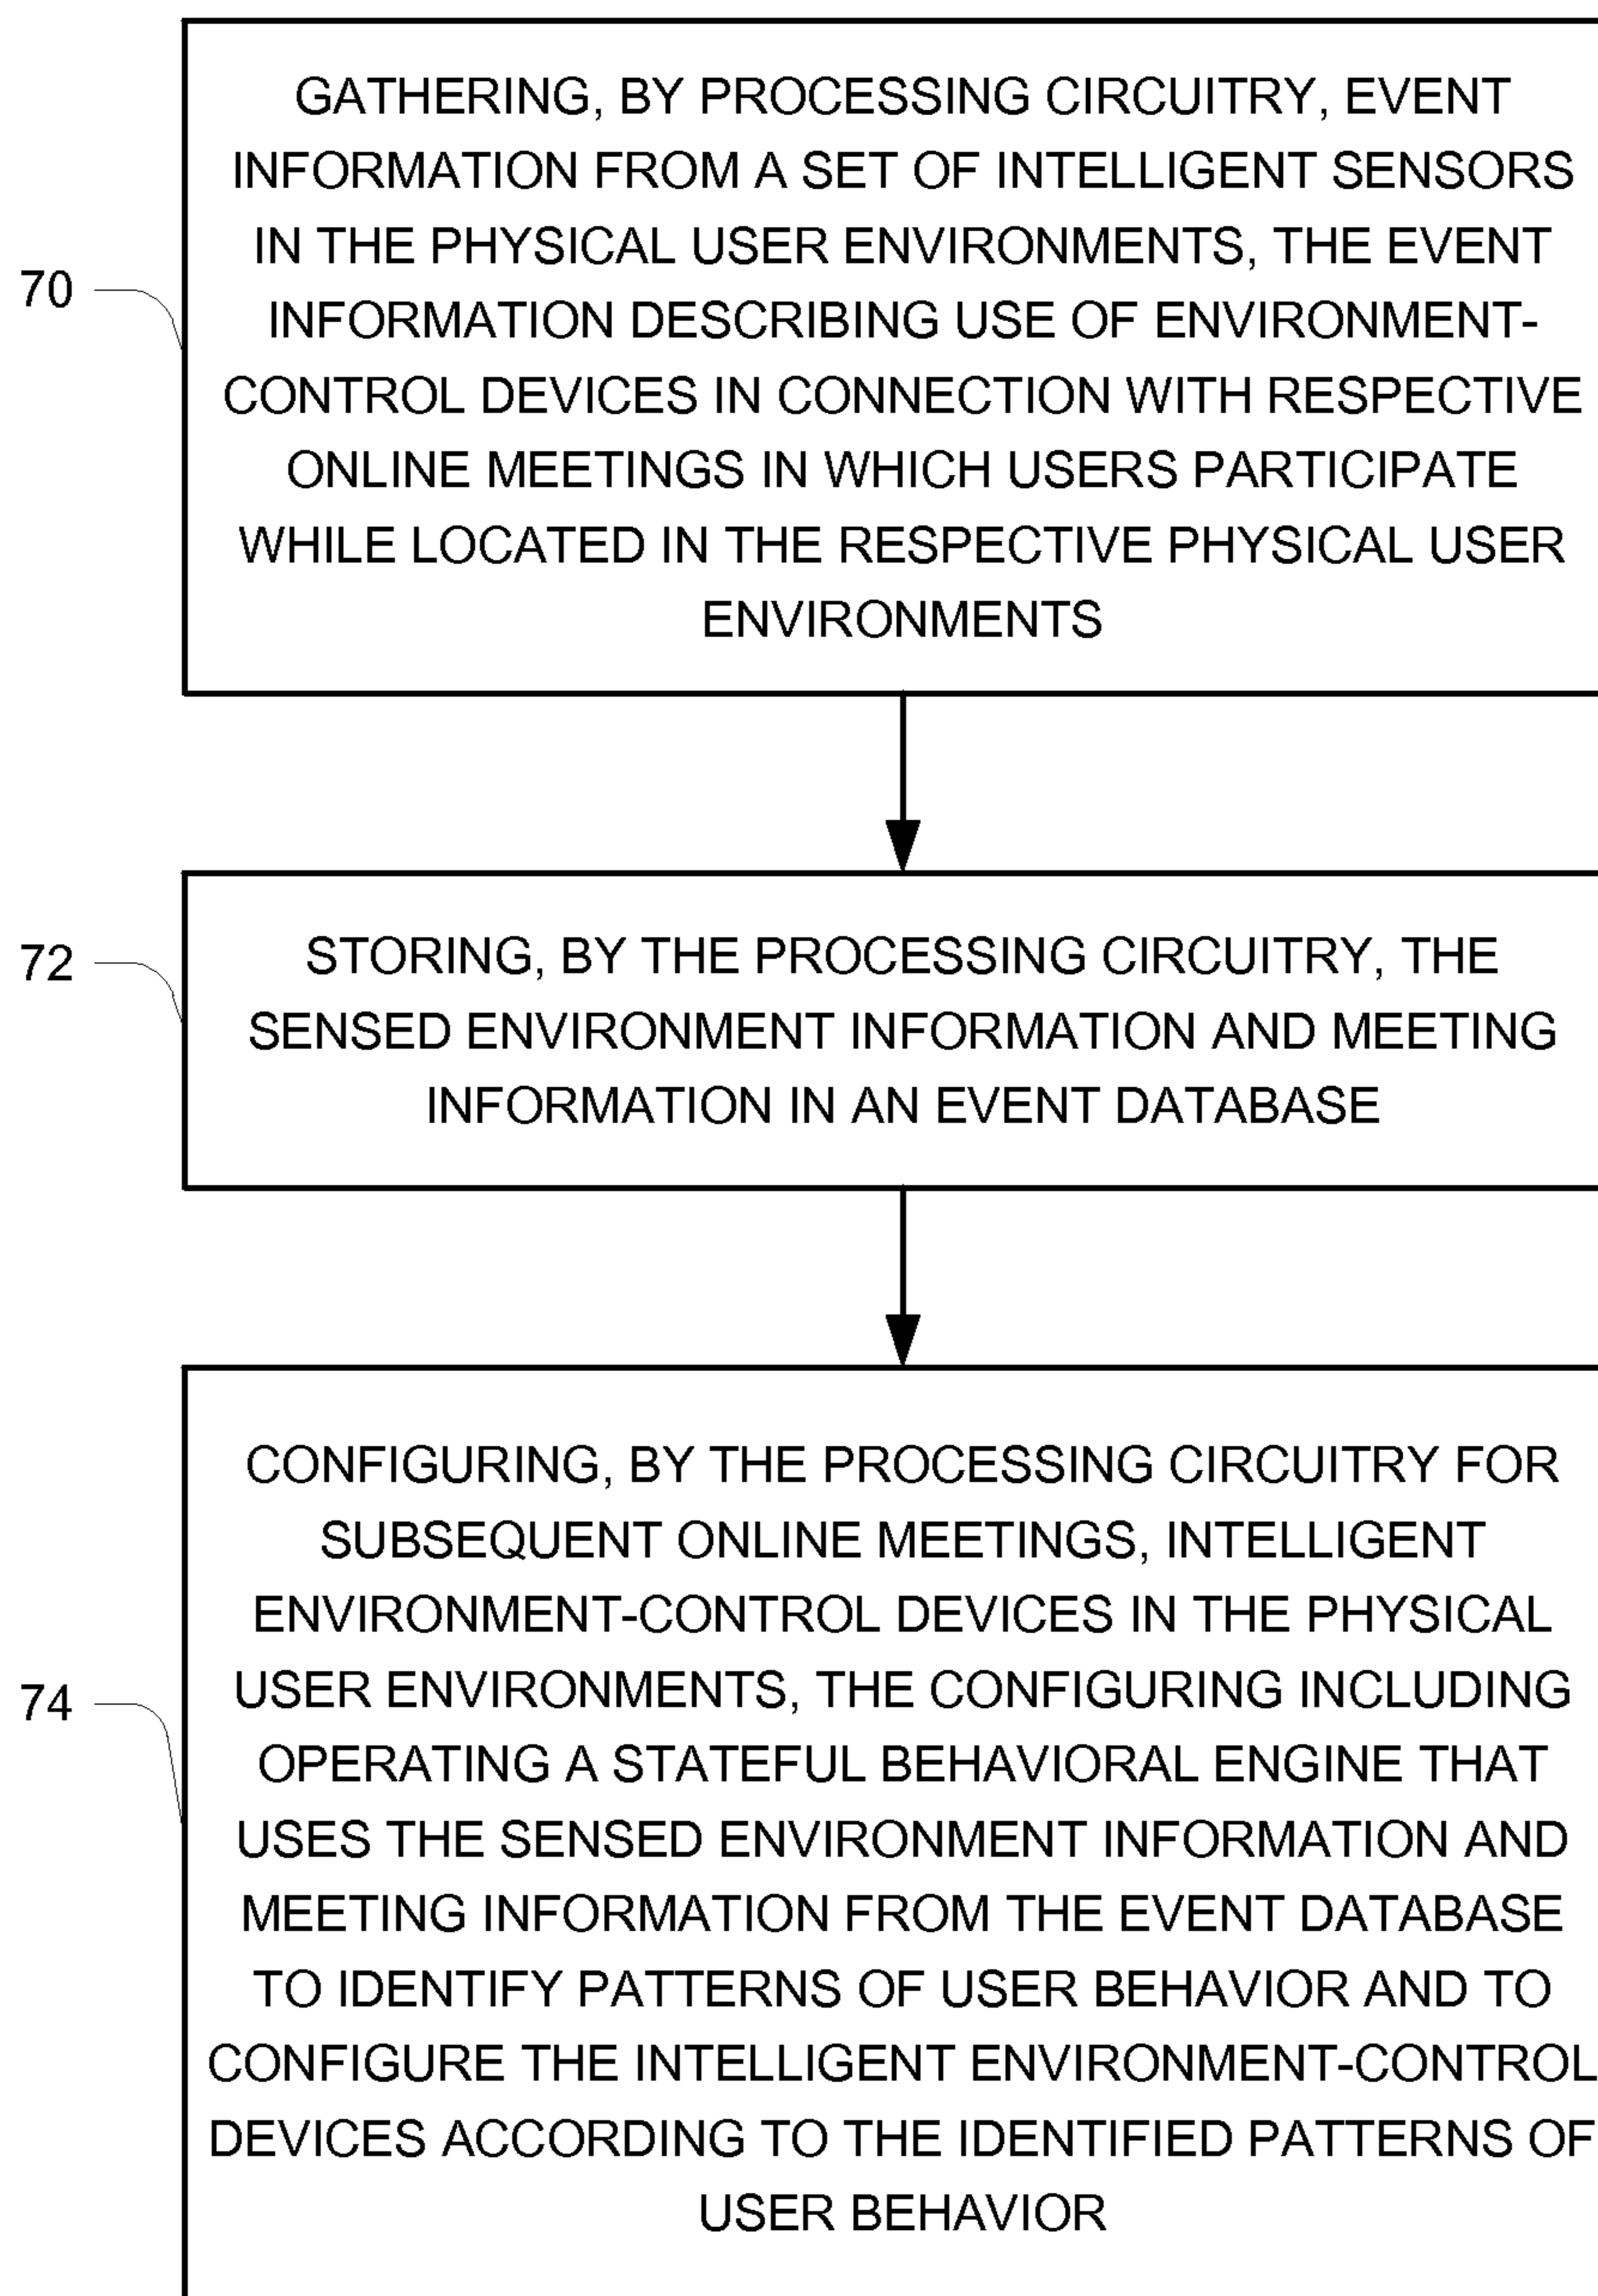 GATHERING, BY PROCESSING CIRCUITRY, EVENT
INFORMATION FROM A SET OF INTELLIGENT SENSORS
IN THE PHYSICAL USER ENVIRONMENTS, THE EVENT
70
INFORMATION DESCRIBING USE OF ENVIRONMENT-
CONTROL DEVICES IN CONNECTION WITH RESPECTIVE
ONLINE MEETINGS IN WHICH USERS PARTICIPATE
WHILE LOCATED IN THE RESPECTIVE PHYSICAL USER
ENVIRONMENTS
72
STORING, BY THE PROCESSING CIRCUITRY, THE
SENSED ENVIRONMENT INFORMATION AND MEETING
INFORMATION IN AN EVENT DATABASE
CONFIGURING, BY THE PROCESSING CIRCUITRY FOR
SUBSEQUENT ONLINE MEETINGS, INTELLIGENT
ENVIRONMENT-CONTROL DEVICES IN THE PHYSICAL
USER ENVIRONMENTS, THE CONFIGURING INCLUDING
74
OPERATING A STATEFUL BEHAVIORAL ENGINE THAT
USES THE SENSED ENVIRONMENT INFORMATION AND
MEETING INFORMATION FROM THE EVENT DATABASE
TO IDENTIFY PATTERNS OF USER BEHAVIOR AND TO
CONFIGURE THE INTELLIGENT ENVIRONMENT-CONTROL
DEVICES ACCORDING TO THE IDENTIFIED PATTERNS OF
USER BEHAVIOR